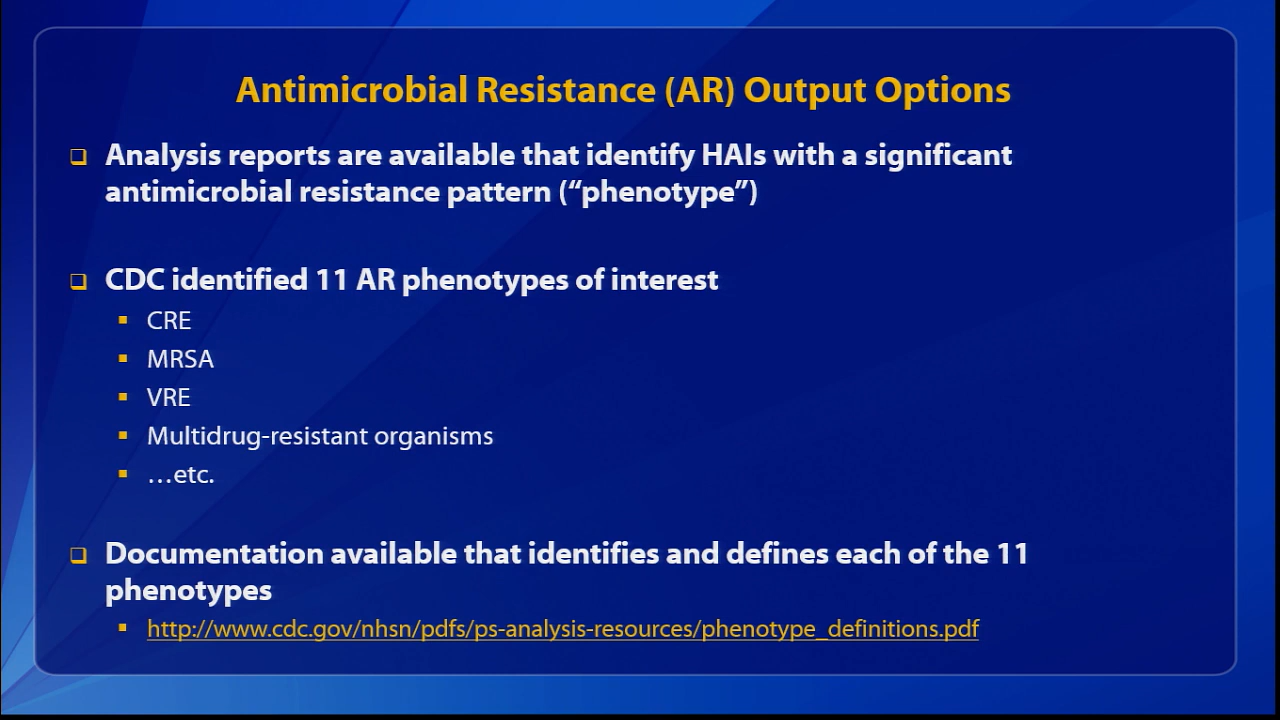 Antimicrobial Resistance (AR) Output Options
Analysis reports are available that identify HAIs with a significant
antimicrobial resistance pattern (“phenotype”)
CDC identified 11 AR phenotypes of interest
CRE
MRSA
VRE
Multidrug-resistant organisms
…etc.
Documentation available that identifies and defines each of the 11
phenotypes
http://www.cdc.gov/nhsn/pdfs/ps-analysis-resources/phenotype_definitions.pdf